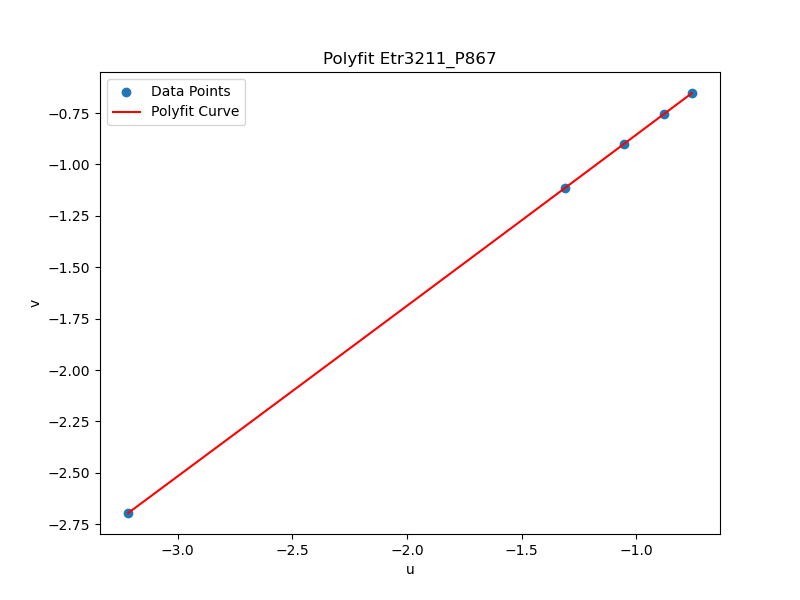 Polyfit Etr3211_P867
Data Points
Polyfit Curve
−0.75
−1.00
−1.25
−1.50
−1.75
−2.00
−2.25
−2.50
−2.75
v
−3.0
−2.5
−2.0
−1.5
−1.0
u